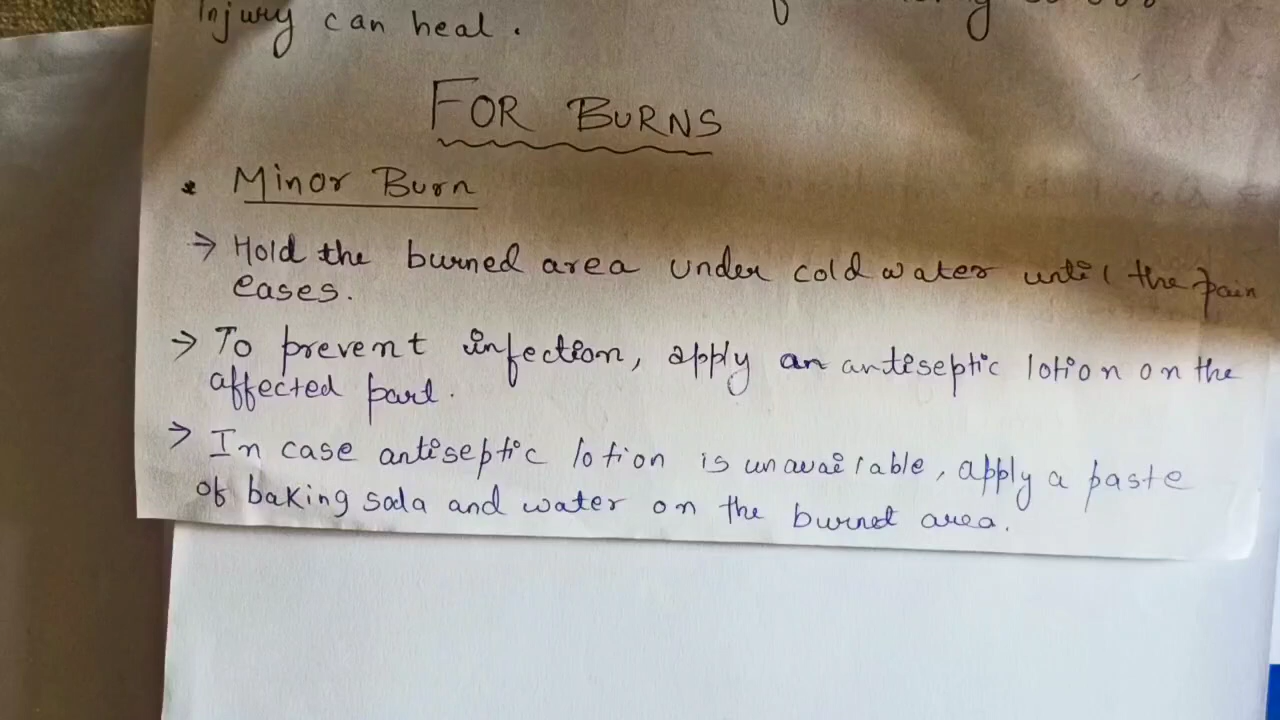 Injury can heal.
FOR BURNS
* Minor Burn
→ Hold the burned area under cold water until the pain
eases.
→ To prevent infection, apply an antiseptic lotion on the
affected part.
→ In case antiseptic lotion is unavailable, apply a paste
of baking soda and water on the burnet area.